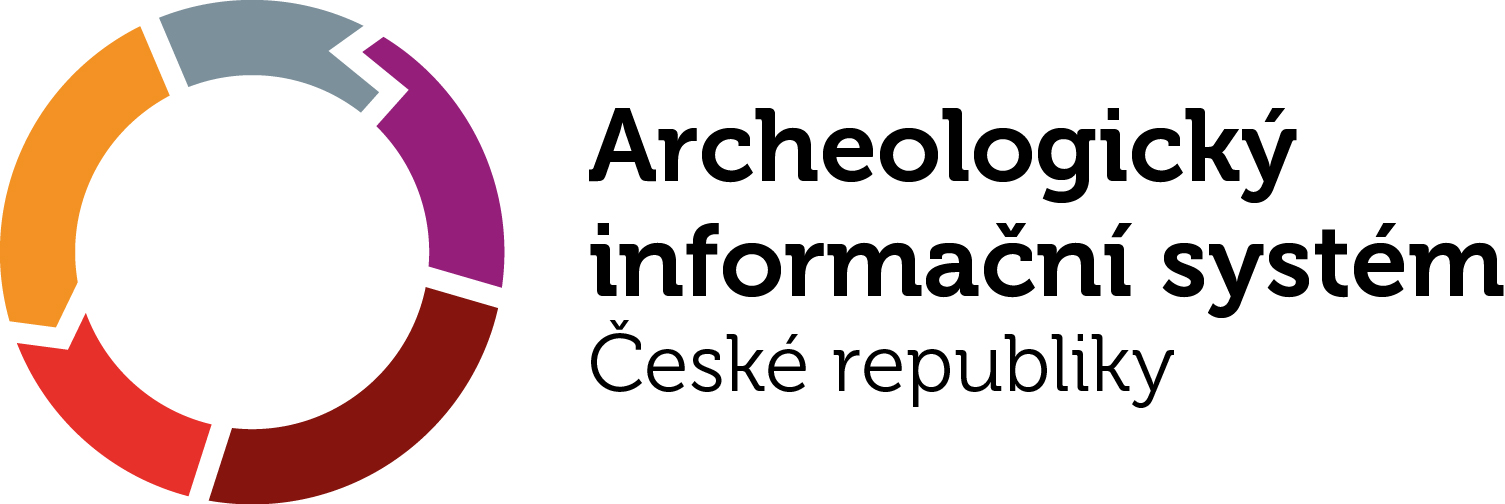 Archeologický
informační systém
České republiky